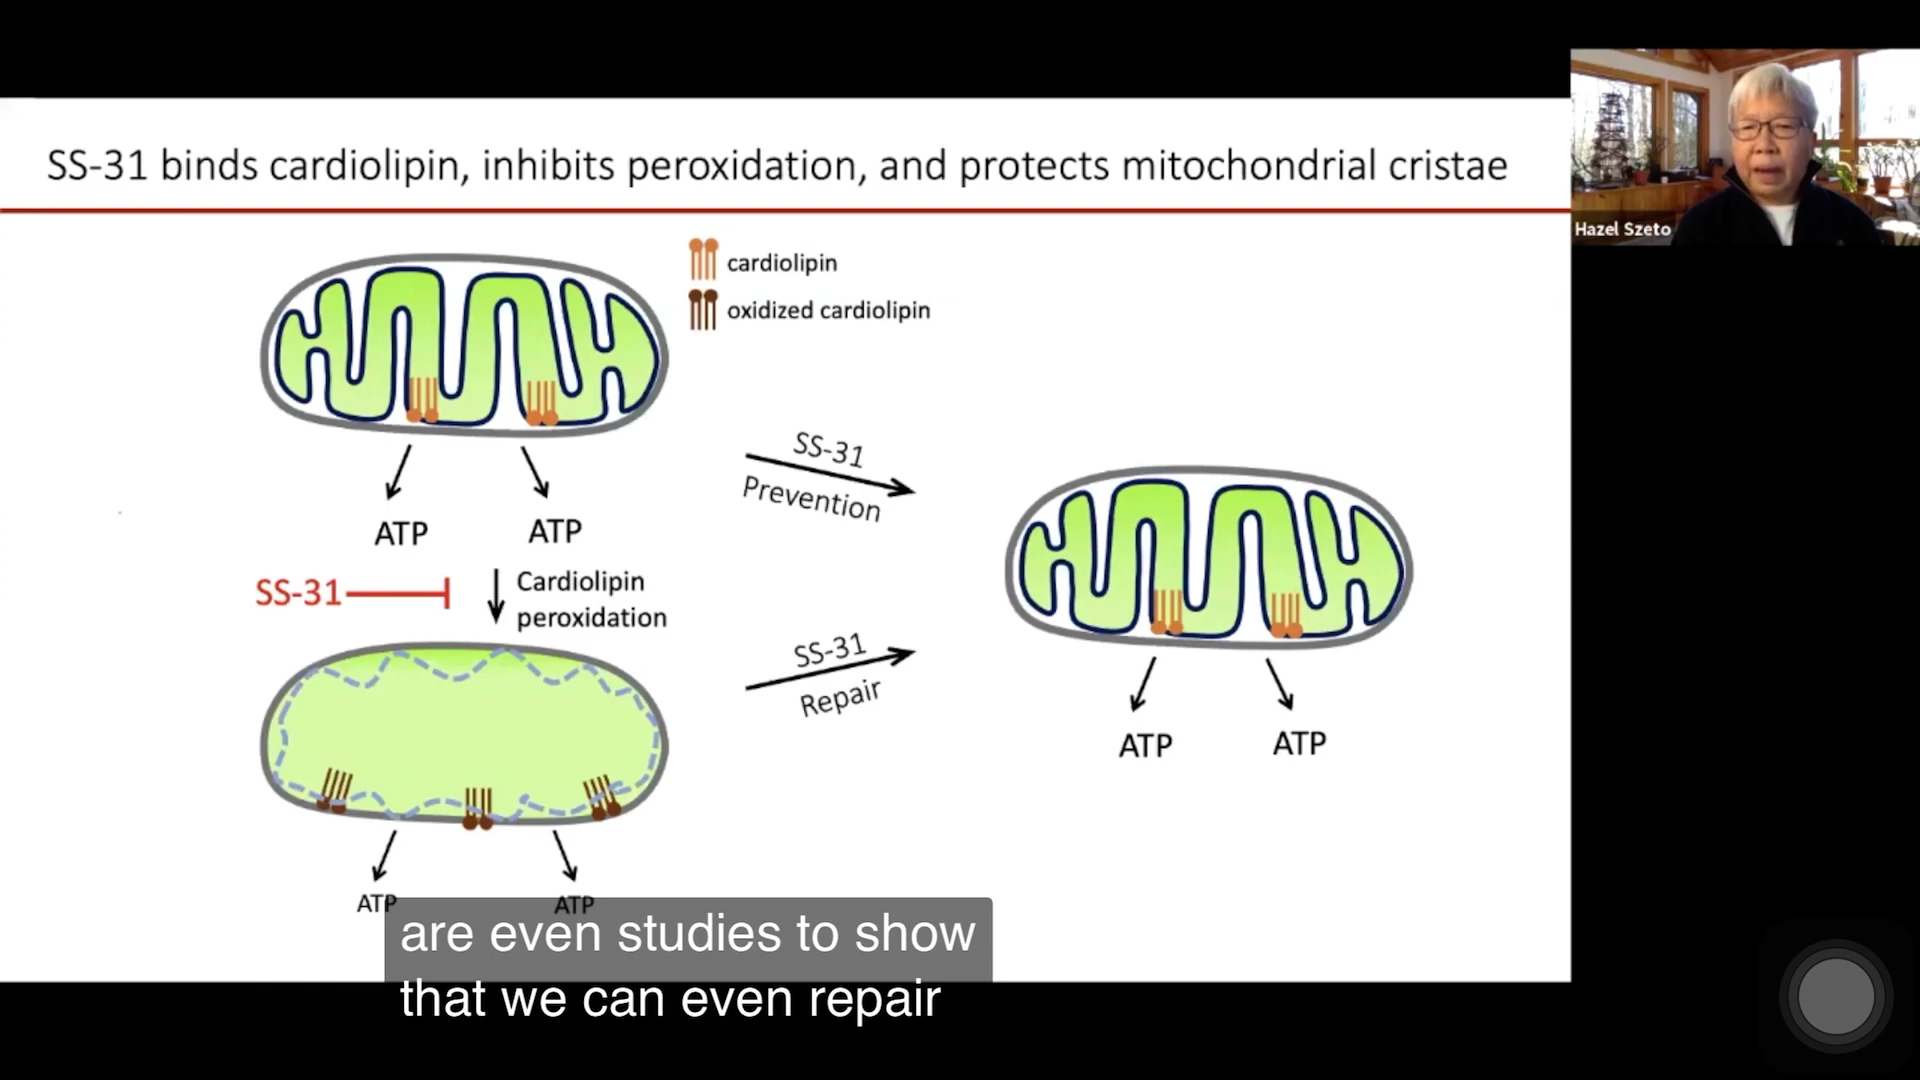 SS-31 binds cardiolipin, inhibits peroxidation, and protects mitochondrial cristae
Hazel Szeto
cardiolipin
oxidized cardiolipin
SS-31
Prevention
ATP
ATP
SS-31
Cardiolipin
peroxidation
SS-31
Repair
ATP
ATP
ATP
ATP
are even studies to show
that we can even repair